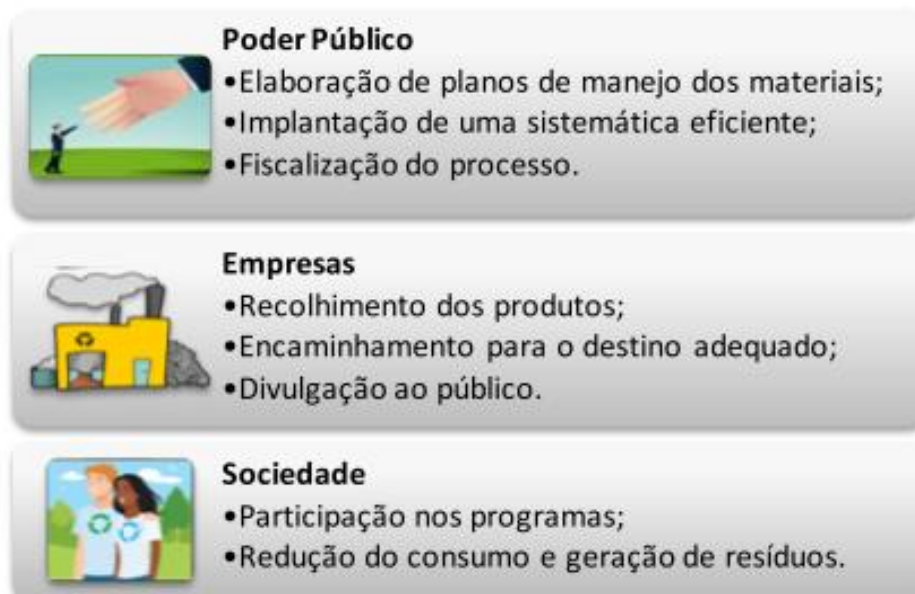 Poder Público
•Elaboração de planos de manejo dos materiais;
•Implantação de uma sistemática eficiente;
•Fiscalização do processo.
Empresas
•Recolhimento dos produtos;
•Encaminhamento para o destino adequado;
•Divulgação ao público.
Sociedade
•Participação nos programas;
•Redução do consumo e geração de resíduos.